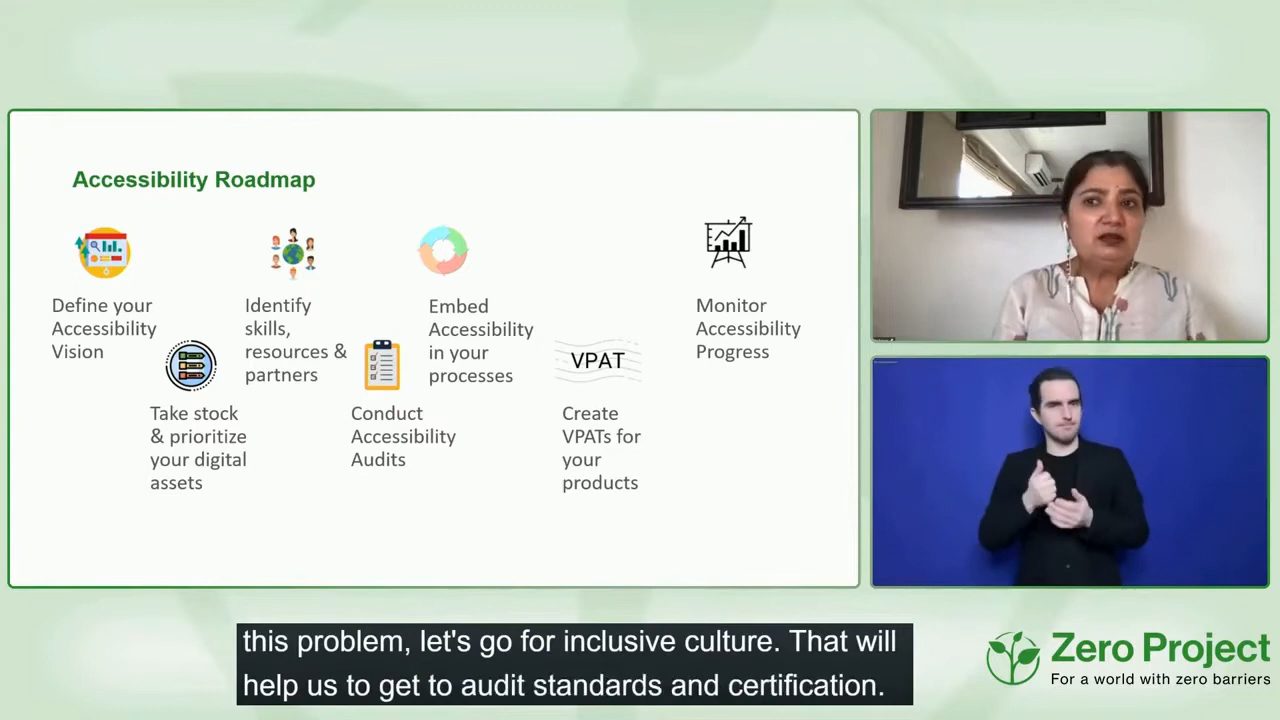 Accessibility Roadmap
Define your
Accessibility
Vision
Take stock
& prioritize
your digital
assets
Identify
skills,
resources &
partners
Conduct
Accessibility
Audits
Embed
Accessibility
in your
processes
VPAT
Create
VPATs for
your
products
Monitor
Accessibility
Progress
this problem, let's go for inclusive culture. That will
help us to get to audit standards and certification.
Zero Project
For a world with zero barriers